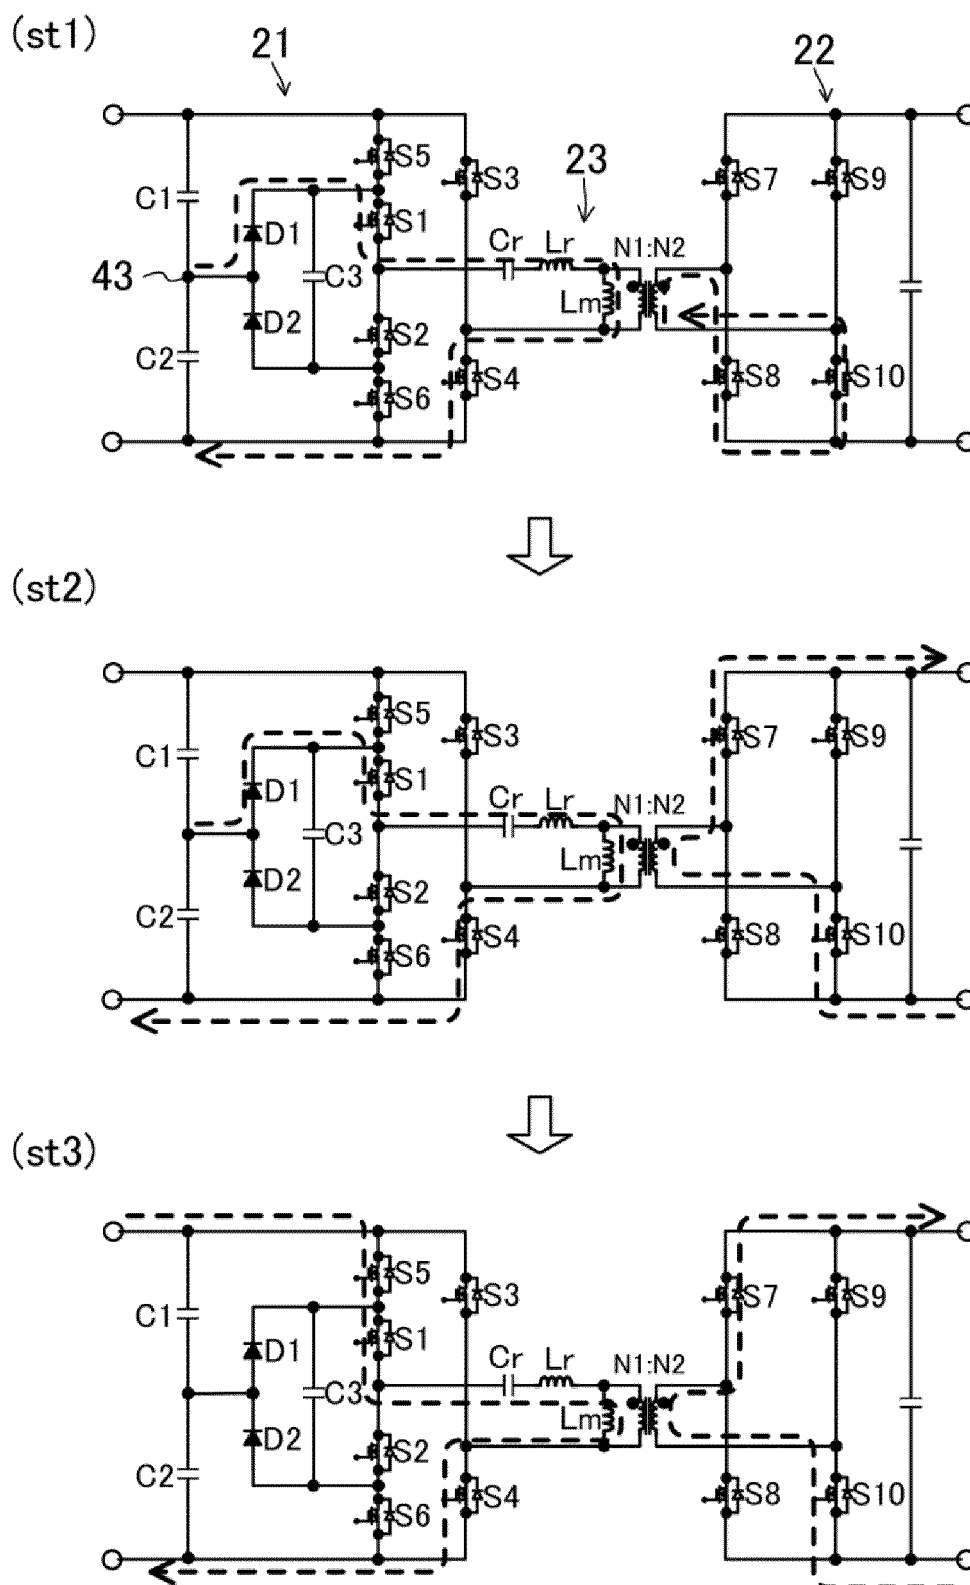 (st1)
21
22
S5
S3
23
S7
S9
C1
D1
S1
Cr
Lr
N1:N2
43
C3
Lm
D2
S2
C2
S4
S8
S10
S6
(st2)
S5
S3
S7
S9
C1
D1
S1
Cr
Lr
N1:N2
C3
Lm
D2
S2
C2
S4
S8
S10
S6
(st3)
S5
S3
S7
S9
C1
D1
S1
Cr
Lr
N1:N2
C3
Lm
D2
S2
C2
S4
S8
S10
S6